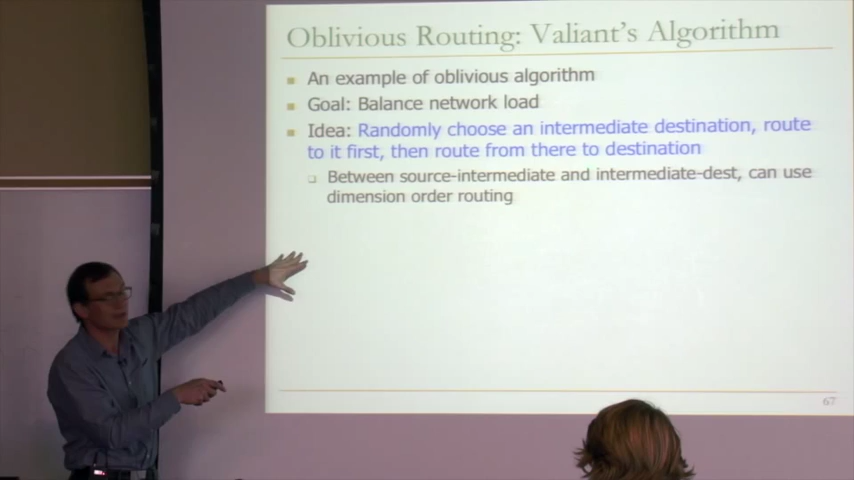 Oblivious Routing: Valiant's Algorithm
An example of oblivious algorithm
Goal: Balance network load
Idea: Randomly choose an intermediate destination, route
to it first, then route from there to destination
Between source-intermediate and intermediate-dest, can use
dimension order routing
67